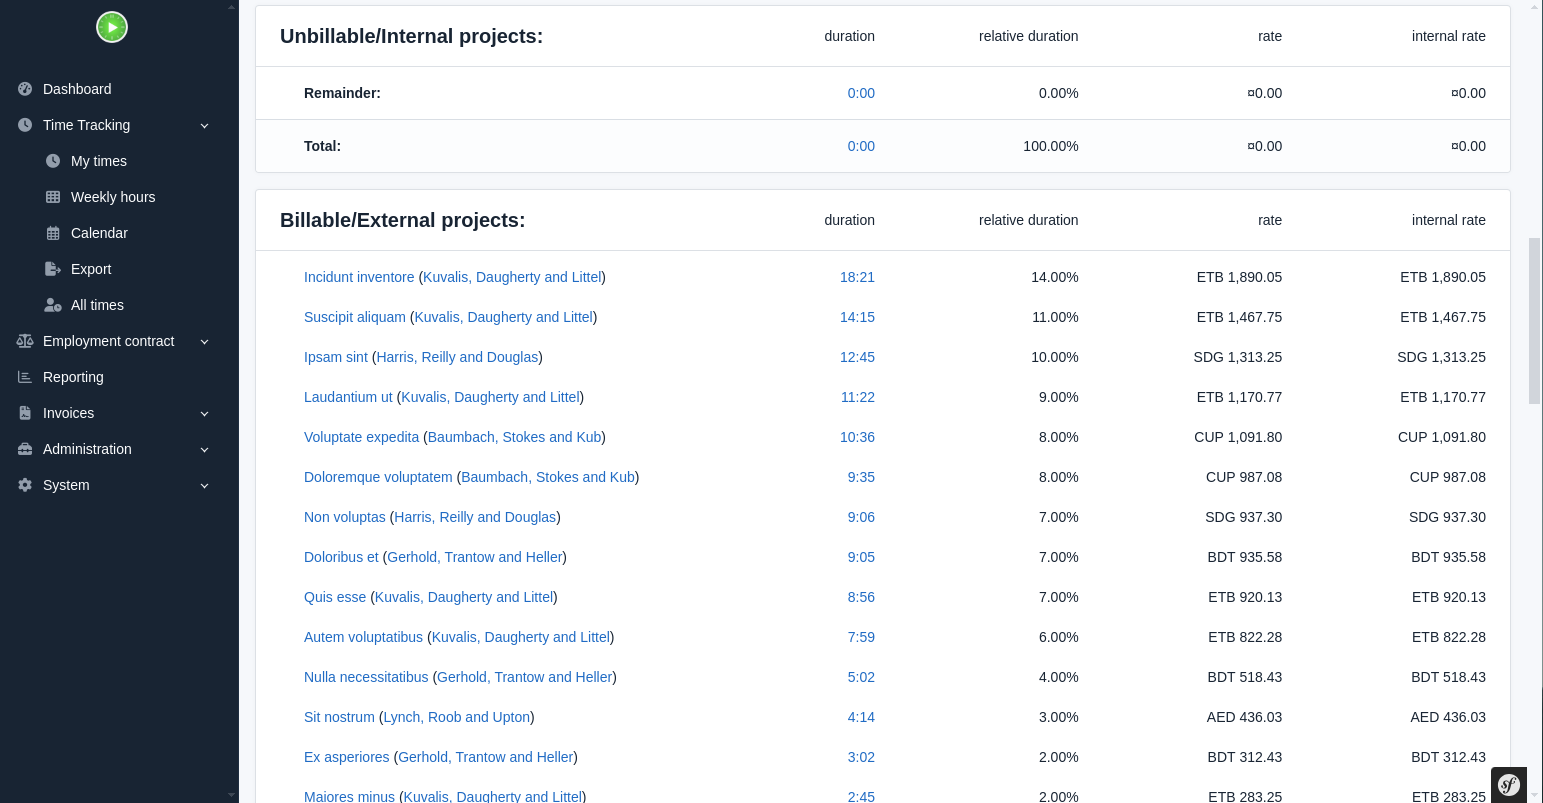 Dashboard
Time Tracking
My times
Weekly hours
Calendar
Export
All times
Employment contract
Reporting
Invoices
Administration
System
Unbillable/Internal projects: duration relative duration rate internal rate
Remainder: 0:00 0.00% ¤0.00 ¤0.00
Total: 0:00 100.00% ¤0.00 ¤0.00
Billable/External projects: duration relative duration rate internal rate
Incidunt inventore (Kuvalis, Daugherty and Littel) 18:21 14.00% ETB 1,890.05 ETB 1,890.05
Suscipit aliquam (Kuvalis, Daugherty and Littel) 14:15 11.00% ETB 1,467.75 ETB 1,467.75
Ipsam sint (Harris, Reilly and Douglas) 12:45 10.00% SDG 1,313.25 SDG 1,313.25
Laudantium ut (Kuvalis, Daugherty and Littel) 11:22 9.00% ETB 1,170.77 ETB 1,170.77
Voluptate expedita (Baumbach, Stokes and Kub) 10:36 8.00% CUP 1,091.80 CUP 1,091.80
Doloremque voluptatem (Baumbach, Stokes and Kub) 9:35 8.00% CUP 987.08 CUP 987.08
Non voluptas (Harris, Reilly and Douglas) 9:06 7.00% SDG 937.30 SDG 937.30
Doloribus et (Gerhold, Trantow and Heller) 9:05 7.00% BDT 935.58 BDT 935.58
Quis esse (Kuvalis, Daugherty and Littel) 8:56 7.00% ETB 920.13 ETB 920.13
Autem voluptatibus (Kuvalis, Daugherty and Littel) 7:59 6.00% ETB 822.28 ETB 822.28
Nulla necessitatibus (Gerhold, Trantow and Heller) 5:02 4.00% BDT 518.43 BDT 518.43
Sit nostrum (Lynch, Roob and Upton) 4:14 3.00% AED 436.03 AED 436.03
Ex asperiores (Gerhold, Trantow and Heller) 3:02 2.00% BDT 312.43 BDT 312.43
Maiores minus (Kuvalis, Daugherty and Littel) 2:45 2.00% ETB 283.25 ETB 283.25